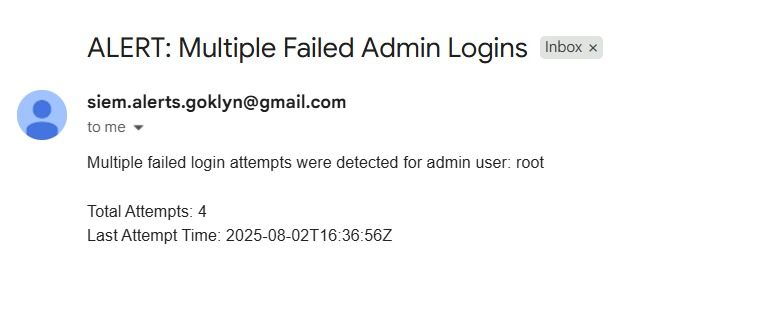 ALERT: Multiple Failed Admin Logins Inbox ×
siem.alerts.goklyn@gmail.com
to me
Multiple failed login attempts were detected for admin user: root
Total Attempts: 4
Last Attempt Time: 2025-08-02T16:36:56Z